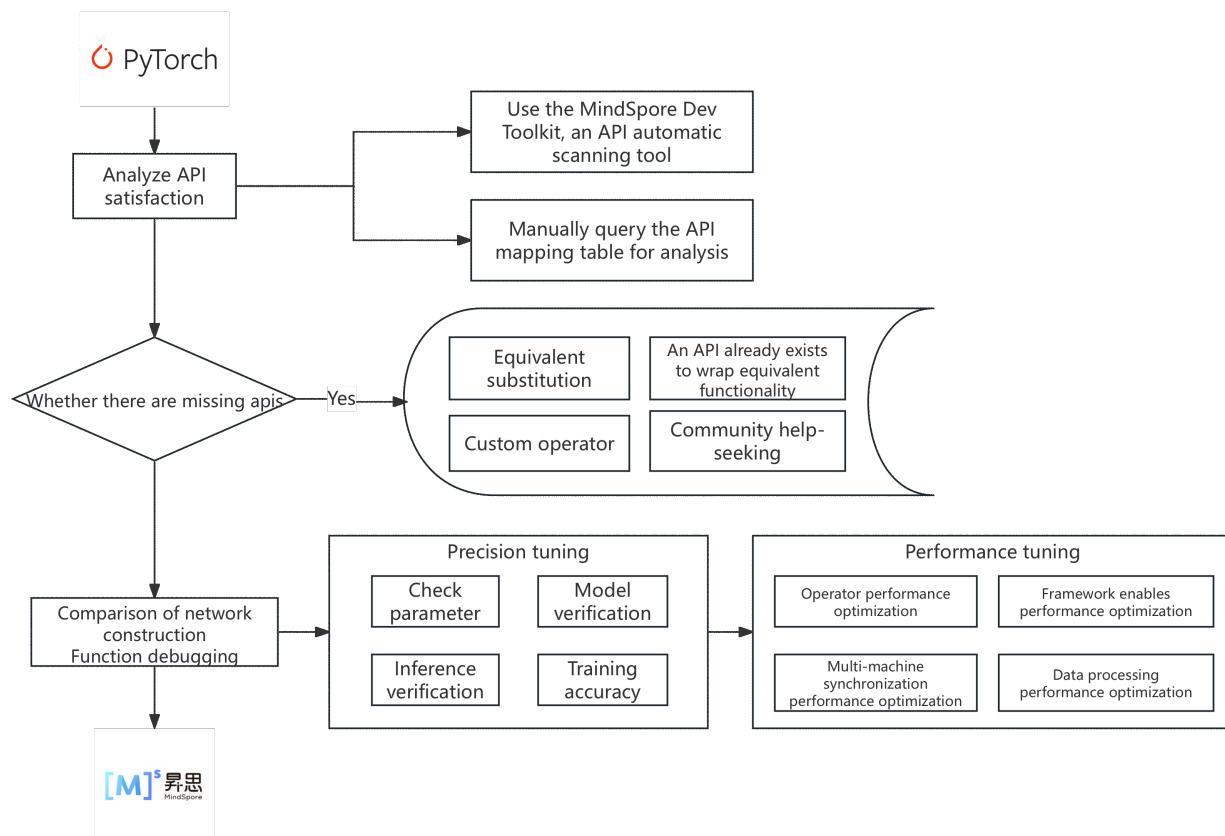 PyTorch
Use the MindSpore Dev
Toolkit, an API automatic
scanning tool
Analyze API
satisfaction
Manually query the API
mapping table for analysis
Whether there are missing apis
Yes
Equivalent
substitution
An API already exists
to wrap equivalent
functionality
Custom operator
Community help-
seeking
Comparison of network
construction
Function debugging
Precision tuning
Check
parameter
Model
verification
Inference
verification
Training
accuracy
Performance tuning
Operator performance
optimization
Framework enables
performance optimization
Multi-machine
synchronization
performance optimization
Data processing
performance optimization
[M]s 昇思
MindSpore